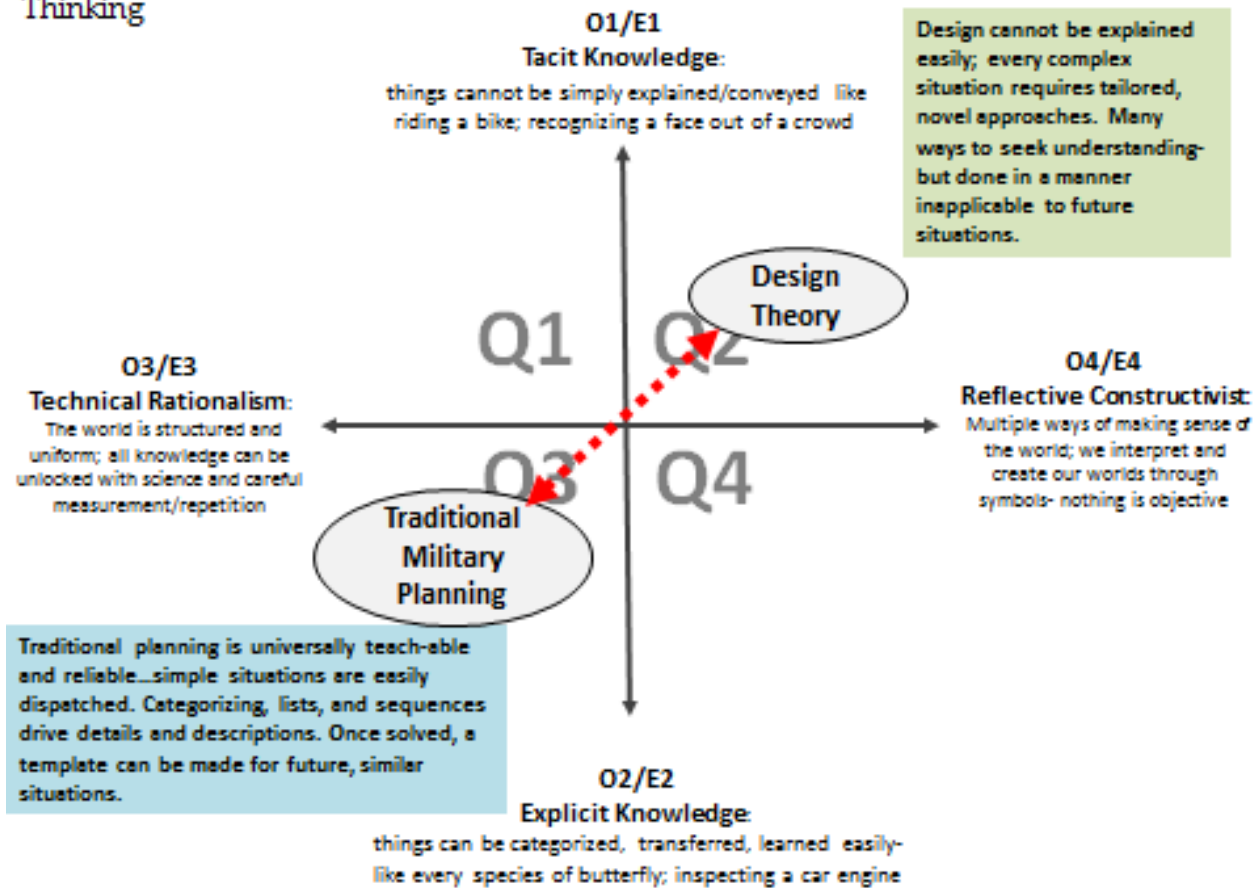 Thinking
O1/E1
Tacit Knowledge:
things cannot be simply explained/conveyed like
riding a bike; recognizing a face out of a crowd
Design cannot be explained
easily; every complex
situation requires tailored,
novel approaches. Many
ways to seek understanding-
but done in a manner
inapplicable to future
situations.
Design
Theory
Q1
Q2
O3/E3
Technical Rationalism:
The world is structured and
uniform; all knowledge can be
unlocked with science and careful
measurement/repetition
O4/E4
Reflective Constructivist:
Multiple ways of making sense of
the world; we interpret and
create our worlds through
symbols- nothing is objective
Q3
Q4
Traditional
Military
Planning
Traditional planning is universally teach-able
and reliable...simple situations are easily
dispatched. Categorizing, lists, and sequences
drive details and descriptions. Once solved, a
template can be made for future, similar
situations.
O2/E2
Explicit Knowledge:
things can be categorized, transferred, learned easily-
like every species of butterfly; inspecting a car engine